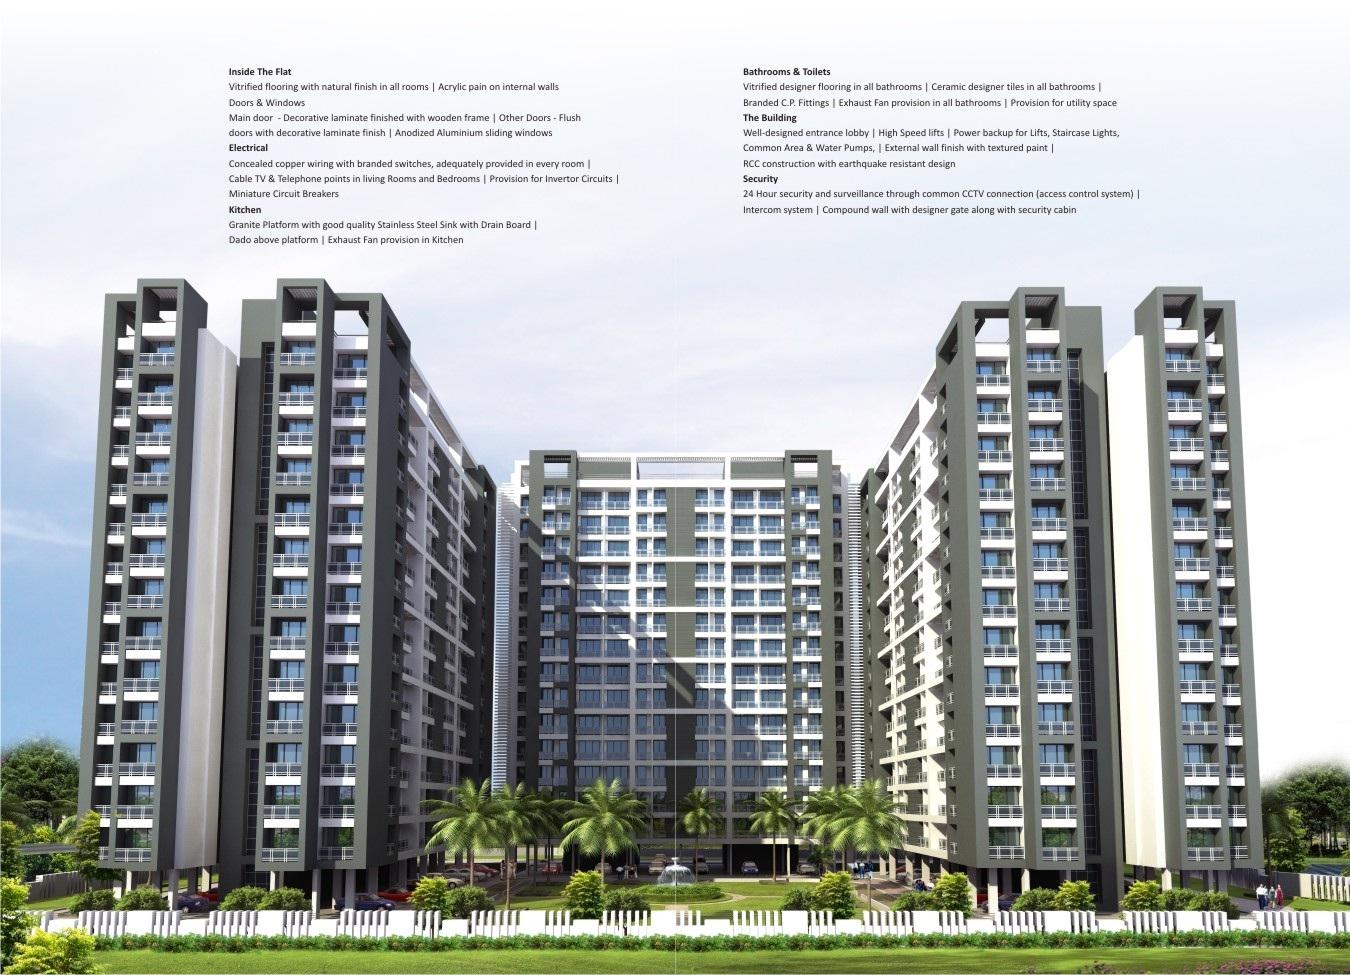 Inside The Flat
Vitrified flooring with natural finish in all rooms | Acrylic pain on internal walls
Doors & Windows
Main door  - Decorative laminate finished with wooden frame | Other Doors - Flush
doors with decorative laminate finish | Anodized Aluminium sliding windows
Electrical
Concealed copper wiring with branded switches, adequately provided in every room |
Cable TV & Telephone points in living Rooms and Bedrooms | Provision for Invertor Circuits |
Miniature Circuit Breakers
Kitchen
Granite Platform with good quality Stainless Steel Sink with Drain Board |
Dado above platform | Exhaust Fan provision in Kitchen
Bathrooms & Toilets
Vitrified designer flooring in all bathrooms | Ceramic designer tiles in all bathrooms |
Branded C.P. Fittings | Exhaust Fan provision in all bathrooms | Provision for utility space
The Building
Well-designed entrance lobby | High Speed lifts | Power backup for Lifts, Staircase Lights,
Common Area & Water Pumps, | External wall finish with textured paint |
RCC construction with earthquake resistant design
Security
24 Hour security and surveillance through common CCTV connection (access control system) |
Intercom system | Compound wall with designer gate along with security cabin